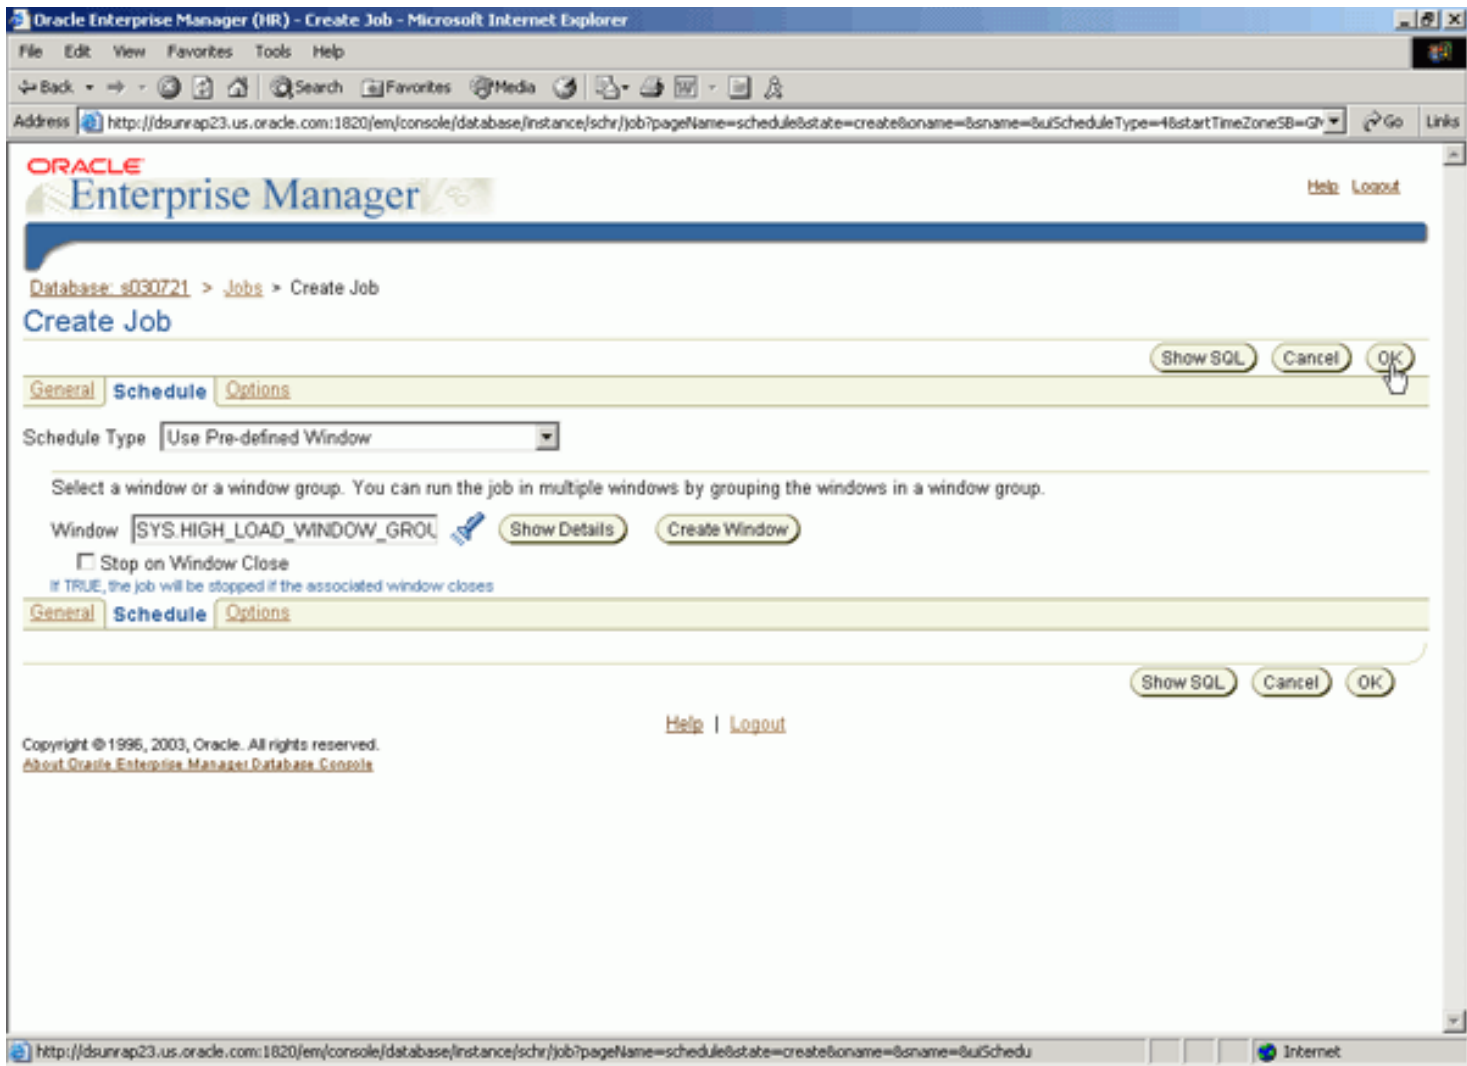 Oracle Enterprise Manager (HR) - Create Job - Microsoft Internet Explorer
File Edit View Favorites Tools Help
Back Search Favorites Media
Address http://dsunrap23.us.oracle.com:1820/em/console/database/instance/schr/job?pageName=schedule&state=create&oname=&sname=&uiScheduleType=4&startTimeZoneSB=GM Go Links
ORACLE
Enterprise Manager
Help Logout
Database: s030721 > Jobs > Create Job
Create Job
Show SQL Cancel OK
General Schedule Options
Schedule Type Use Pre-defined Window
Select a window or a window group. You can run the job in multiple windows by grouping the windows in a window group.
Window SYS.HIGH_LOAD_WINDOW_GROU Show Details Create Window
Stop on Window Close
If TRUE, the job will be stopped if the associated window closes
General Schedule Options
Show SQL Cancel OK
Help | Logout
Copyright © 1996, 2003, Oracle. All rights reserved.
About Oracle Enterprise Manager Database Console
http://dsunrap23.us.oracle.com:1820/em/console/database/instance/schr/job?pageName=schedule&state=create&oname=&sname=&uiSchedu Internet